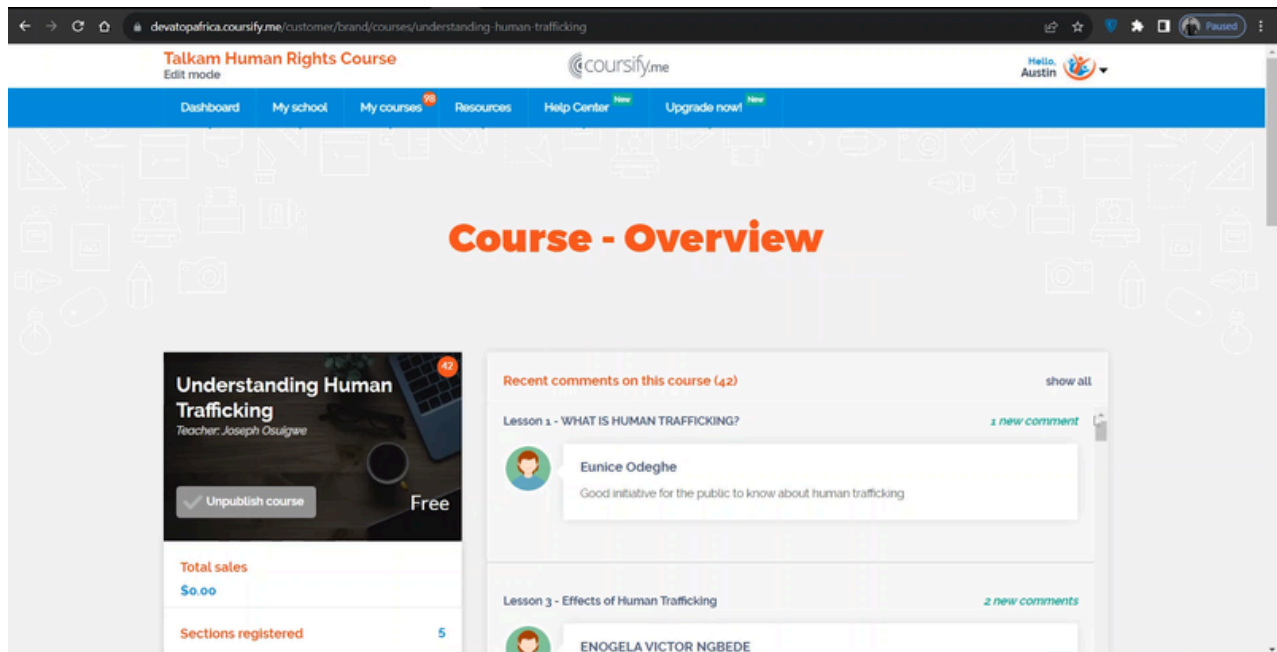 devatopafrica.coursify.me/customer/brand/courses/understanding-human-trafficking
Paused
Talkam Human Rights Course
Edit mode
coursify.me
Hello,
Austin
Dashboard
My school
My courses 98
Resources
Help Center New
Upgrade now! New
Course - Overview
42
Understanding Human
Trafficking
Teacher: Joseph Osuigwe
Unpublish course
Free
Total sales
$0.00
Sections registered 5
Recent comments on this course (42) show all
Lesson 1 - WHAT IS HUMAN TRAFFICKING? 1 new comment
Eunice Odeghe
Good initiative for the public to know about human trafficking
Lesson 3 - Effects of Human Trafficking 2 new comments
ENOGELA VICTOR NGBEDE